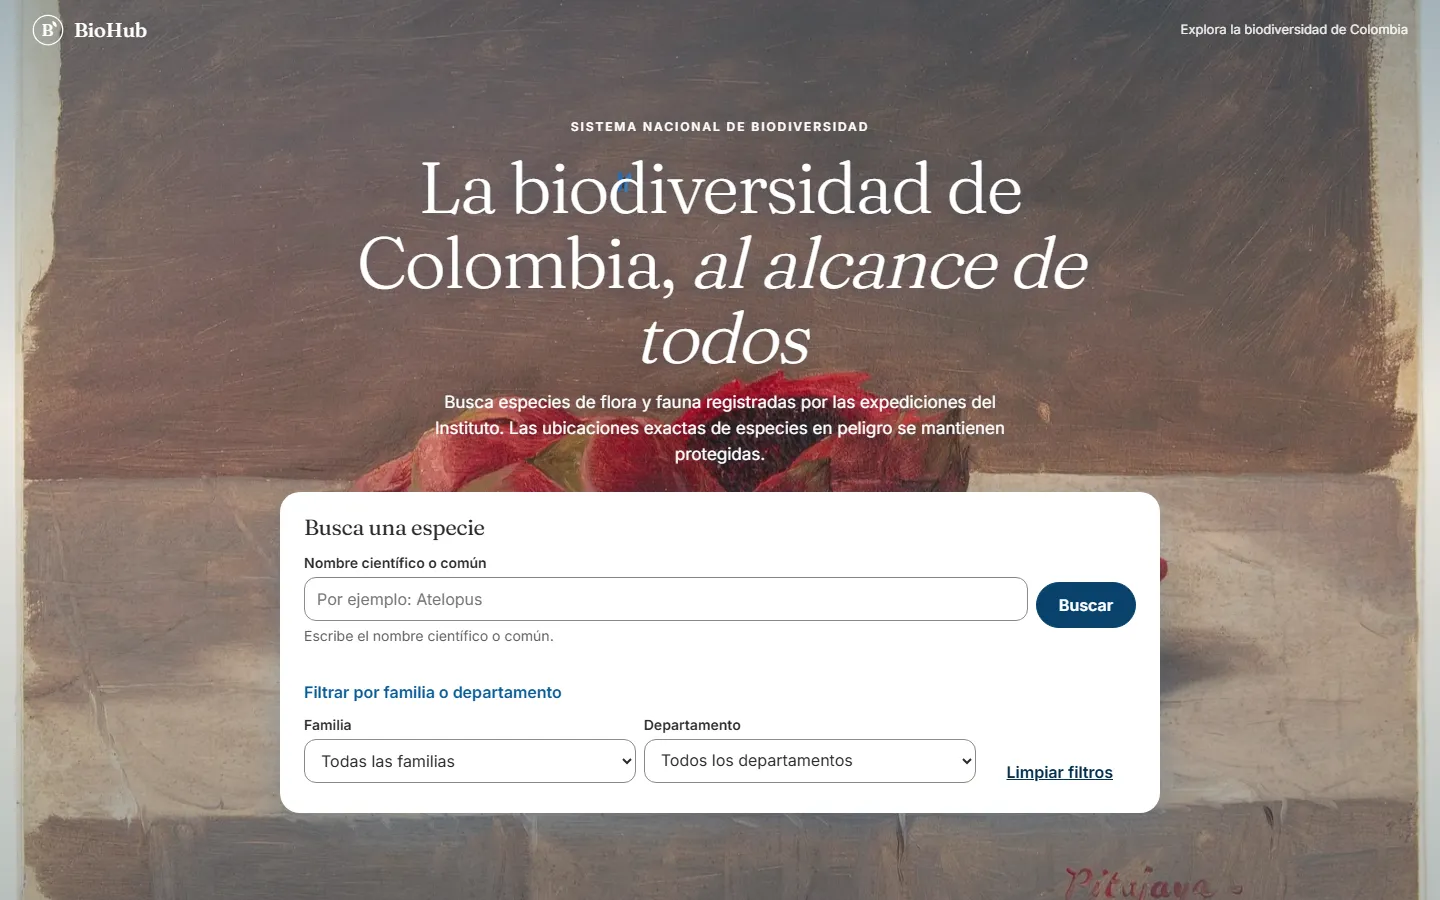 B
BioHub
Explora la biodiversidad de Colombia
SISTEMA NACIONAL DE BIODIVERSIDAD
La biodiversidad de
Colombia, al alcance de
todos
Busca especies de flora y fauna registradas por las expediciones del
Instituto. Las ubicaciones exactas de especies en peligro se mantienen
protegidas.
Busca una especie
Nombre científico o común
Por ejemplo: Atelopus
Buscar
Escribe el nombre científico o común.
Filtrar por familia o departamento
Familia
Departamento
Todas las familias
Todos los departamentos
Limpiar filtros
Pitajaya